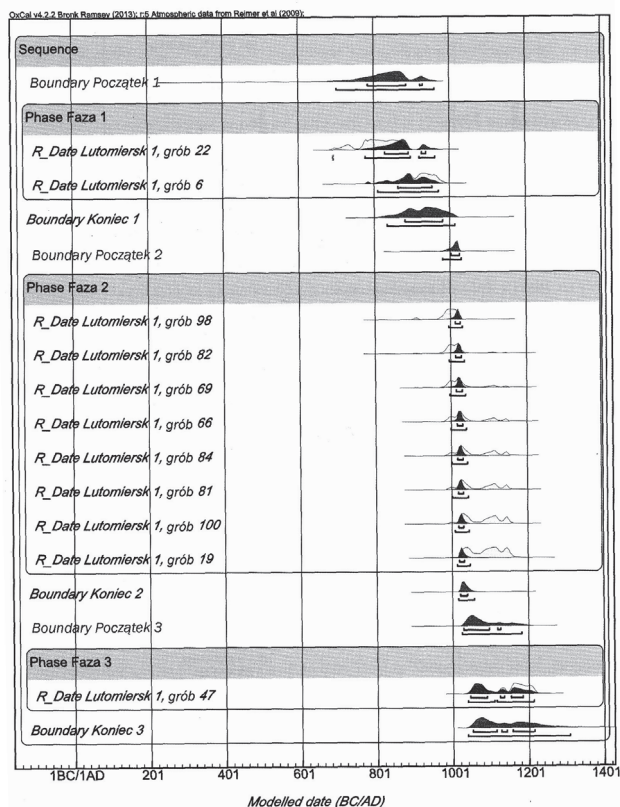 OxCal v4.2.2 Bronk Ramsey (2013); r:5 Atmospheric data from Reimer et al (2009);
Sequence
Boundary Początek 1
Phase Faza 1
R_Date Lutomiersk 1, grób 22
R_Date Lutomiersk 1, grób 6
Boundary Koniec 1
Boundary Początek 2
Phase Faza 2
R_Date Lutomiersk 1, grób 98
R_Date Lutomiersk 1, grób 82
R_Date Lutomiersk 1, grób 69
R_Date Lutomiersk 1, grób 66
R_Date Lutomiersk 1, grób 84
R_Date Lutomiersk 1, grób 81
R_Date Lutomiersk 1, grób 100
R_Date Lutomiersk 1, grób 19
Boundary Koniec 2
Boundary Początek 3
Phase Faza 3
R_Date Lutomiersk 1, grób 47
Boundary Koniec 3
1BC/1AD 201 401 601 801 1001 1201 1401
Modelled date (BC/AD)